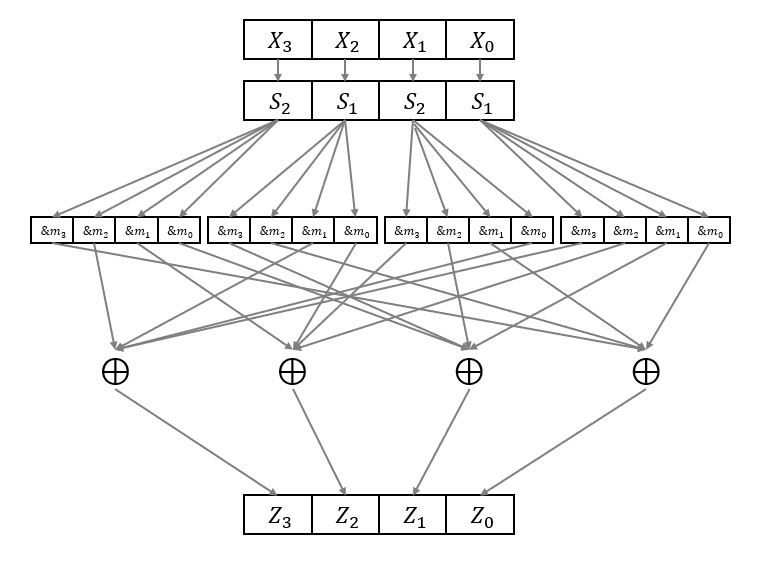 X₃ X₂ X₁ X₀
S₂ S₁ S₂ S₁
&m₃ &m₂ &m₁ &m₀ &m₃ &m₂ &m₁ &m₀ &m₃ &m₂ &m₁ &m₀ &m₃ &m₂ &m₁ &m₀
⊕ ⊕ ⊕ ⊕
Z₃ Z₂ Z₁ Z₀